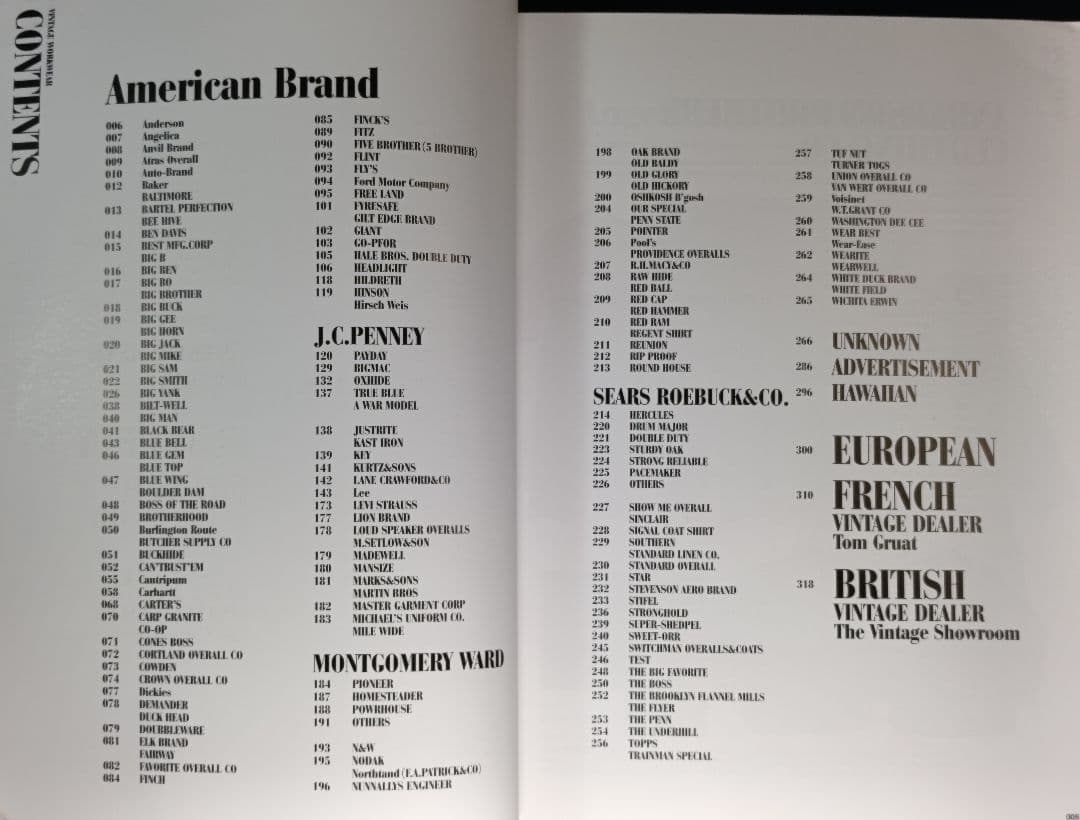 VINTAGE WORKWEAR
CONTENTS
American Brand
006 Anderson
007 Angelica
008 Anvil Brand
009 Atras Overall
010 Auto-Brand
012 Baker
BALTIMORE
013 BARTEL PERFECTION
BEE HIVE
014 BEN DAVIS
015 BEST MFG.CORP
BIG B
016 BIG BEN
017 BIG BO
BIG BROTHER
018 BIG BUCK
019 BIG GEE
BIG HORN
020 BIG JACK
BIG MIKE
021 BIG SAM
022 BIG SMITH
026 BIG YANK
038 BILT-WELL
040 BIG MAN
041 BLACK BEAR
043 BLUE BELL
046 BLUE GEM
BLUE TOP
047 BLUE WING
BOULDER DAM
048 BOSS OF THE ROAD
049 BROTHERHOOD
050 Burlington Route
BUTCHER SUPPLY CO
051 BUCKHIDE
052 CAN'TRUST'EM
055 Cantripum
058 Carhartt
068 CARTER'S
070 CARP GRANITE
CO-OP
071 CONES BOSS
072 CORTLAND OVERALL CO
073 COWDEN
074 CROWN OVERALL CO
077 Dickies
078 DEMANDER
DUCK HEAD
079 DOUBBLEWARE
081 ELK BRAND
FAIRWAY
082 FAVORITE OVERALL CO
084 FINCH
085 FINCK'S
089 FITZ
090 FIVE BROTHER (5 BROTHER)
092 FLINT
093 FLY'S
094 Ford Motor Company
095 FREE LAND
101 FYRESAFE
GILT EDGE BRAND
102 GIANT
103 GO-PFOR
105 HALE BROS. DOUBLE DUTY
106 HEADLIGHT
118 HILDRETH
119 HINSON
Hirsch Weis
J.C.PENNEY
120 PAYDAY
129 BIGMAC
132 OXHIDE
137 TRUE BLUE
A WAR MODEL
138 JUSTRITE
KAST IRON
139 KEY
141 KURTZ&SONS
142 LANE CRAWFORD&CO
143 Lee
173 LEVI STRAUSS
177 LION BRAND
178 LOUD SPEAKER OVERALLS
M.SETLOW&SON
179 MADEWELL
180 MANSIZE
181 MARKS&SONS
MARTIN BROS
182 MASTER GARMENT CORP
183 MICHAEL'S UNIFORM CO.
MILE WIDE
MONTGOMERY WARD
184 PIONEER
187 HOMESTEADER
188 POWRHOUSE
191 OTHERS
193 N&W
195 NODAK
Northtand (F.A.PATRICK&CO)
196 NUNNALLYS ENGINEER
198 OAK BRAND
OLD BALDY
199 OLD GLORY
OLD HICKORY
200 OSHKOSH B'gosh
204 OUR SPECIAL
PENN STATE
205 POINTER
206 Pool's
PROVIDENCE OVERALLS
207 R.H.MACY&CO
208 RAW HIDE
RED BALL
209 RED CAP
RED HAMMER
210 RED RAM
REGENT SHIRT
211 REUNION
212 RIP PROOF
213 ROUND HOUSE
SEARS ROEBUCK&CO.
214 HERCULES
220 DRUM MAJOR
221 DOUBLE DUTY
223 STURDY OAK
224 STRONG RELIABLE
225 PACEMAKER
226 OTHERS
227 SHOW ME OVERALL
SINCLAIR
228 SIGNAL COAT SHIRT
229 SOUTHERN
STANDARD LINEN CO.
230 STANDARD OVERALL
231 STAR
232 STEVENSON AERO BRAND
233 STIFEL
236 STRONGHOLD
239 SUPER-SHEDPEL
240 SWEET-ORR
245 SWITCHMAN OVERALLS&COATS
246 TEST
248 THE BIG FAVORITE
250 THE BOSS
252 THE BROOKLYN FLANNEL MILLS
THE FLYER
253 THE PENN
254 THE UNDERHILL
256 TOPPS
TRAINMAN SPECIAL
257 TUF NUT
TURNER TOGS
258 UNION OVERALL CO
VAN WERT OVERALL CO
259 Voisinet
W.T.GRANT CO
260 WASHINGTON DEE CEE
261 WEAR BEST
Wear-Ease
262 WEARITE
WEARWELL
264 WHITE DUCK BRAND
WHITE FIELD
265 WICHITA ERWIN
266 UNKNOWN
286 ADVERTISEMENT
296 HAWAIIAN
300 EUROPEAN
310 FRENCH
VINTAGE DEALER
Tom Gruat
318 BRITISH
VINTAGE DEALER
The Vintage Showroom
005